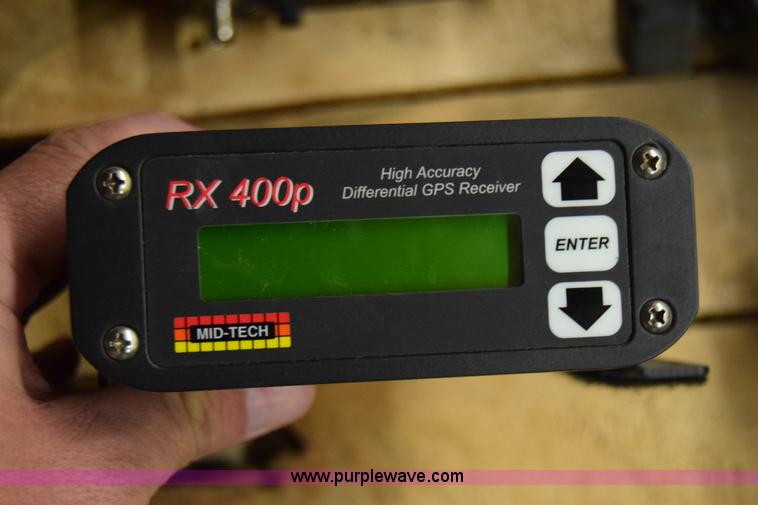 RX 400p
High Accuracy
Differential GPS Receiver
ENTER
MID-TECH
www.purplewave.com